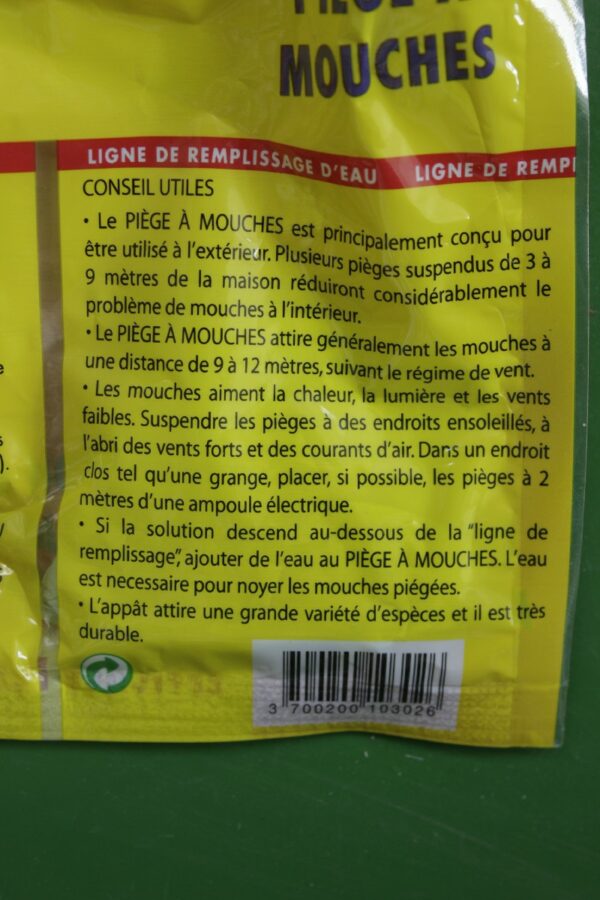 MOUCHES
LIGNE DE REMPLISSAGE D'EAU
LIGNE DE REMPL
CONSEIL UTILES
• Le PIÈGE À MOUCHES est principalement conçu pour
être utilisé à l'extérieur. Plusieurs pièges suspendus de 3 à
9 mètres de la maison réduiront considérablement le
problème de mouches à l'intérieur.
• Le PIÈGE À MOUCHES attire généralement les mouches à
une distance de 9 à 12 mètres, suivant le régime de vent.
• Les mouches aiment la chaleur, la lumière et les vents
faibles. Suspendre les pièges à des endroits ensoleillés, à
l'abri des vents forts et des courants d'air. Dans un endroit
clos tel qu'une grange, placer, si possible, les pièges à 2
mètres d'une ampoule électrique.
• Si la solution descend au-dessous de la "ligne de
remplissage", ajouter de l'eau au PIÈGE À MOUCHES. L'eau
est necessaire pour noyer les mouches piégées.
• L'appât attire une grande variété d'espèces et il est très
durable.
3 700200 103026